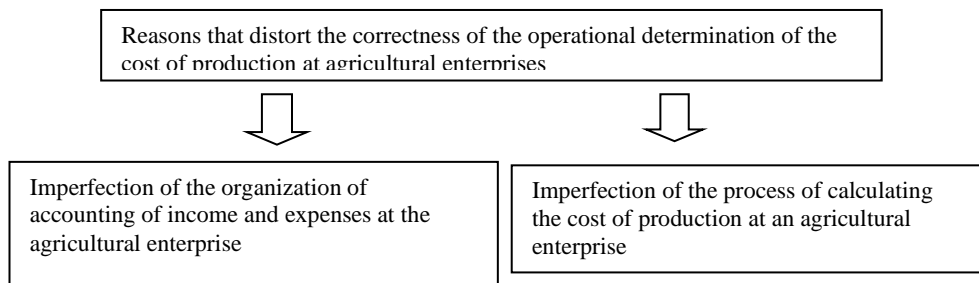 Reasons that distort the correctness of the operational determination of the
cost of production at agricultural enterprises
Imperfection of the organization of
accounting of income and expenses at the
agricultural enterprise
Imperfection of the process of calculating
the cost of production at an agricultural
enterprise